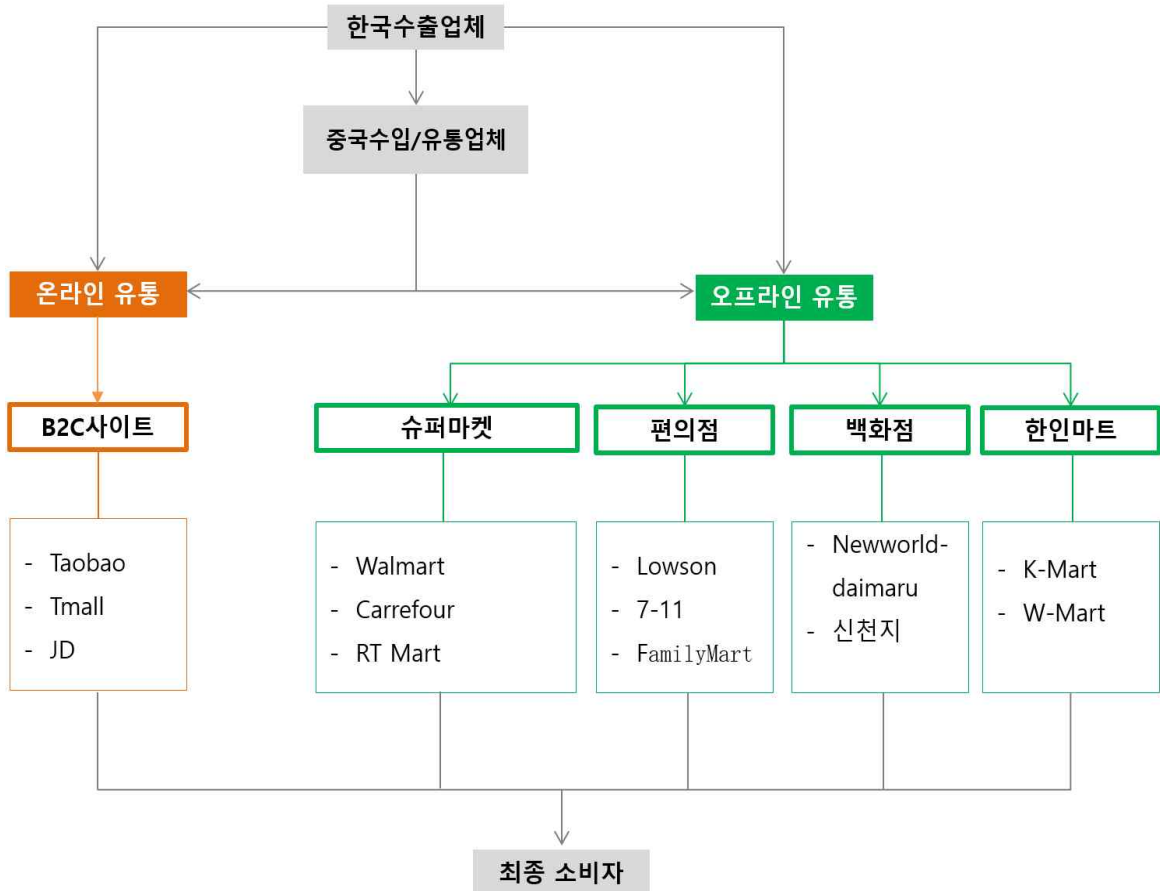 한국수출업체
중국수입/유통업체
온라인 유통
오프라인 유통
B2C사이트
슈퍼마켓
편의점
백화점
한인마트
- Taobao
- Tmall
- JD
- Walmart
- Carrefour
- RT Mart
- Lowson
- 7-11
- FamilyMart
- Newworld-
daimaru
- 신천지
- K-Mart
- W-Mart
최종 소비자